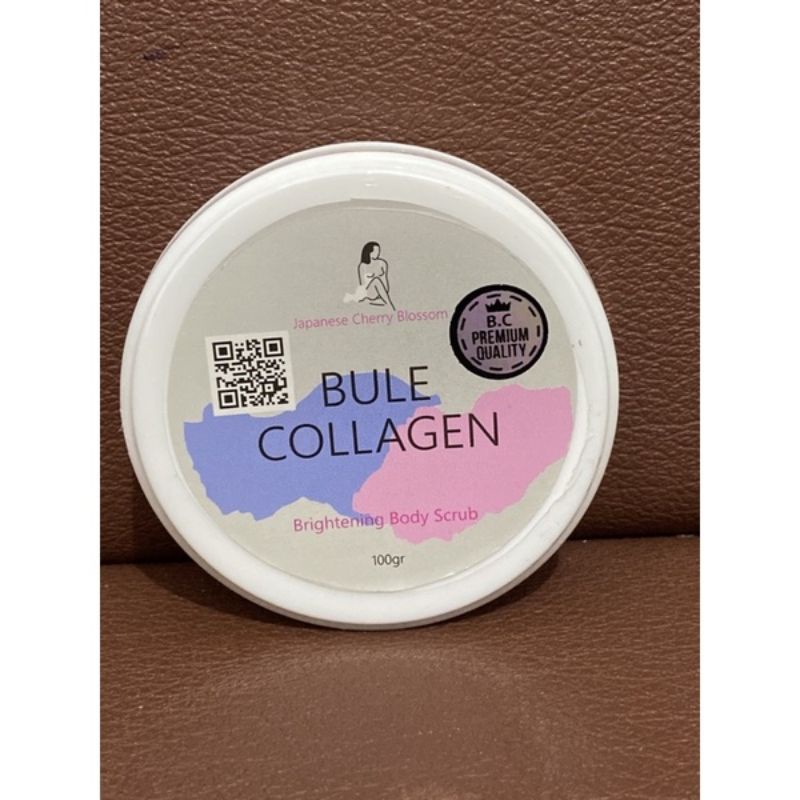 Japanese Cherry Blossom
B.C
PREMIUM
QUALITY
BULE
COLLAGEN
Brightening Body Scrub
100gr